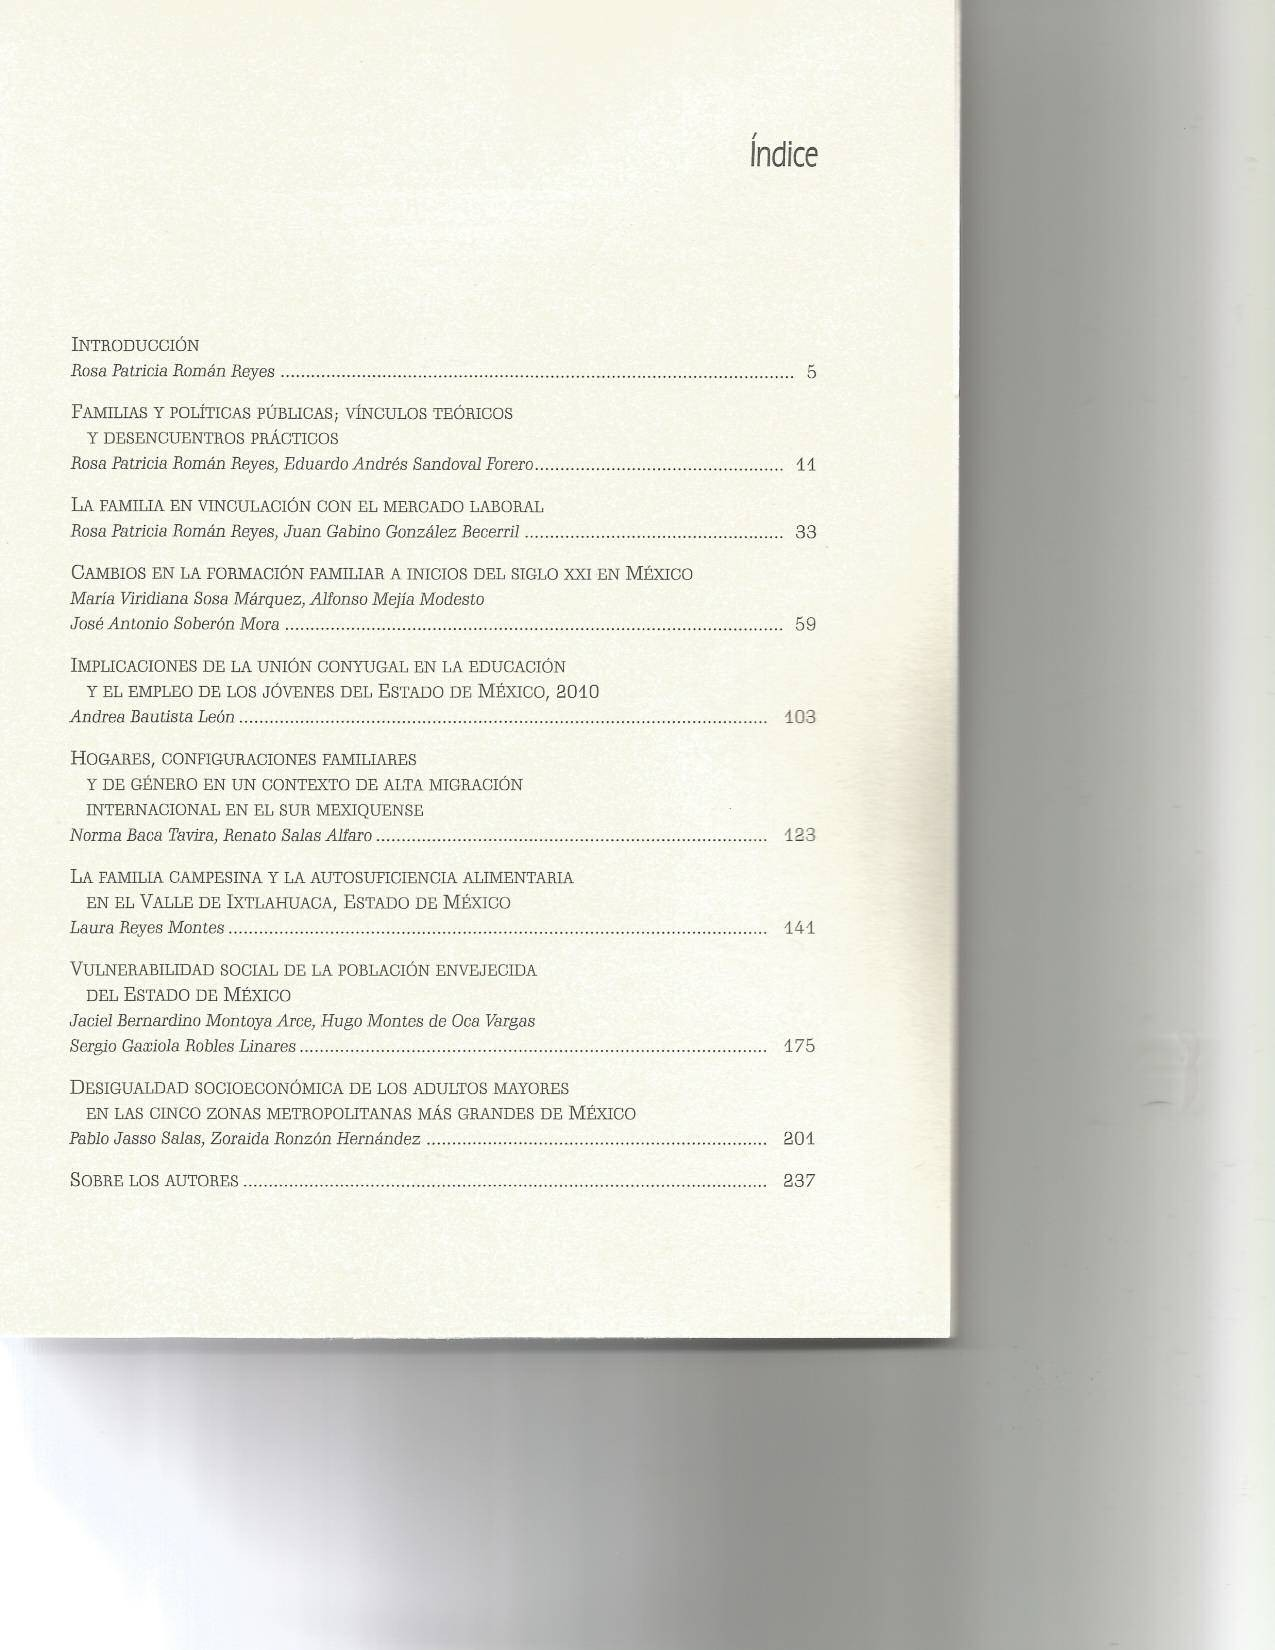 Índice
INTRODUCCIÓN
Rosa Patricia Román Reyes ........................................ 5
FAMILIAS Y POLÍTICAS PÚBLICAS; VÍNCULOS TEÓRICOS
Y DESENCUENTROS PRÁCTICOS
Rosa Patricia Román Reyes, Eduardo Andrés Sandoval Forero........................................ 11
LA FAMILIA EN VINCULACIÓN CON EL MERCADO LABORAL
Rosa Patricia Román Reyes, Juan Gabino González Becerril ........................................ 33
CAMBIOS EN LA FORMACIÓN FAMILIAR A INICIOS DEL SIGLO XXI EN MÉXICO
María Viridiana Sosa Márquez, Alfonso Mejía Modesto
José Antonio Soberón Mora ........................................ 59
IMPLICACIONES DE LA UNIÓN CONYUGAL EN LA EDUCACIÓN
Y EL EMPLEO DE LOS JÓVENES DEL ESTADO DE MÉXICO, 2010
Andrea Bautista León ........................................ 103
HOGARES, CONFIGURACIONES FAMILIARES
Y DE GÉNERO EN UN CONTEXTO DE ALTA MIGRACIÓN
INTERNACIONAL EN EL SUR MEXIQUENSE
Norma Baca Tavira, Renato Salas Alfaro ........................................ 123
LA FAMILIA CAMPESINA Y LA AUTOSUFICIENCIA ALIMENTARIA
EN EL VALLE DE IXTLAHUACA, ESTADO DE MÉXICO
Laura Reyes Montes ........................................ 141
VULNERABILIDAD SOCIAL DE LA POBLACIÓN ENVEJECIDA
DEL ESTADO DE MÉXICO
Jaciel Bernardino Montoya Arce, Hugo Montes de Oca Vargas
Sergio Gaxiola Robles Linares ........................................ 175
DESIGUALDAD SOCIOECONÓMICA DE LOS ADULTOS MAYORES
EN LAS CINCO ZONAS METROPOLITANAS MÁS GRANDES DE MÉXICO
Pablo Jasso Salas, Zoraida Ronzón Hernández ........................................ 201
SOBRE LOS AUTORES ........................................ 237